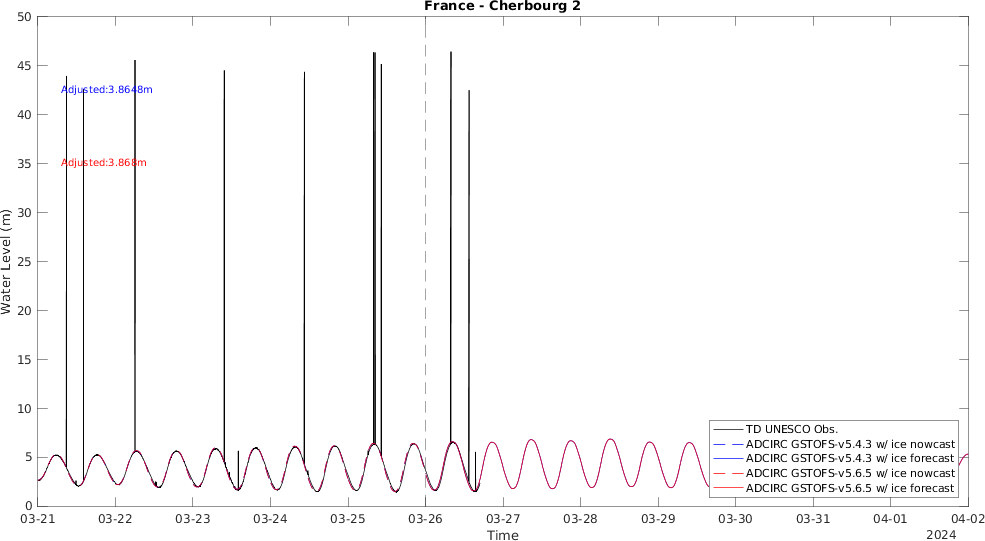 France - Cherbourg 2
50
45
40
35
30
25
20
15
10
5
0
Water Level (m)
Adjusted:3.8648m
Adjusted:3.868m
TD UNESCO Obs.
ADCIRC GSTOFS-v5.4.3 w/ ice nowcast
ADCIRC GSTOFS-v5.4.3 w/ ice forecast
ADCIRC GSTOFS-v5.6.5 w/ ice nowcast
ADCIRC GSTOFS-v5.6.5 w/ ice forecast
03-21 03-22 03-23 03-24 03-25 03-26 03-27 03-28 03-29 03-30 03-31 04-01 04-02
Time
2024